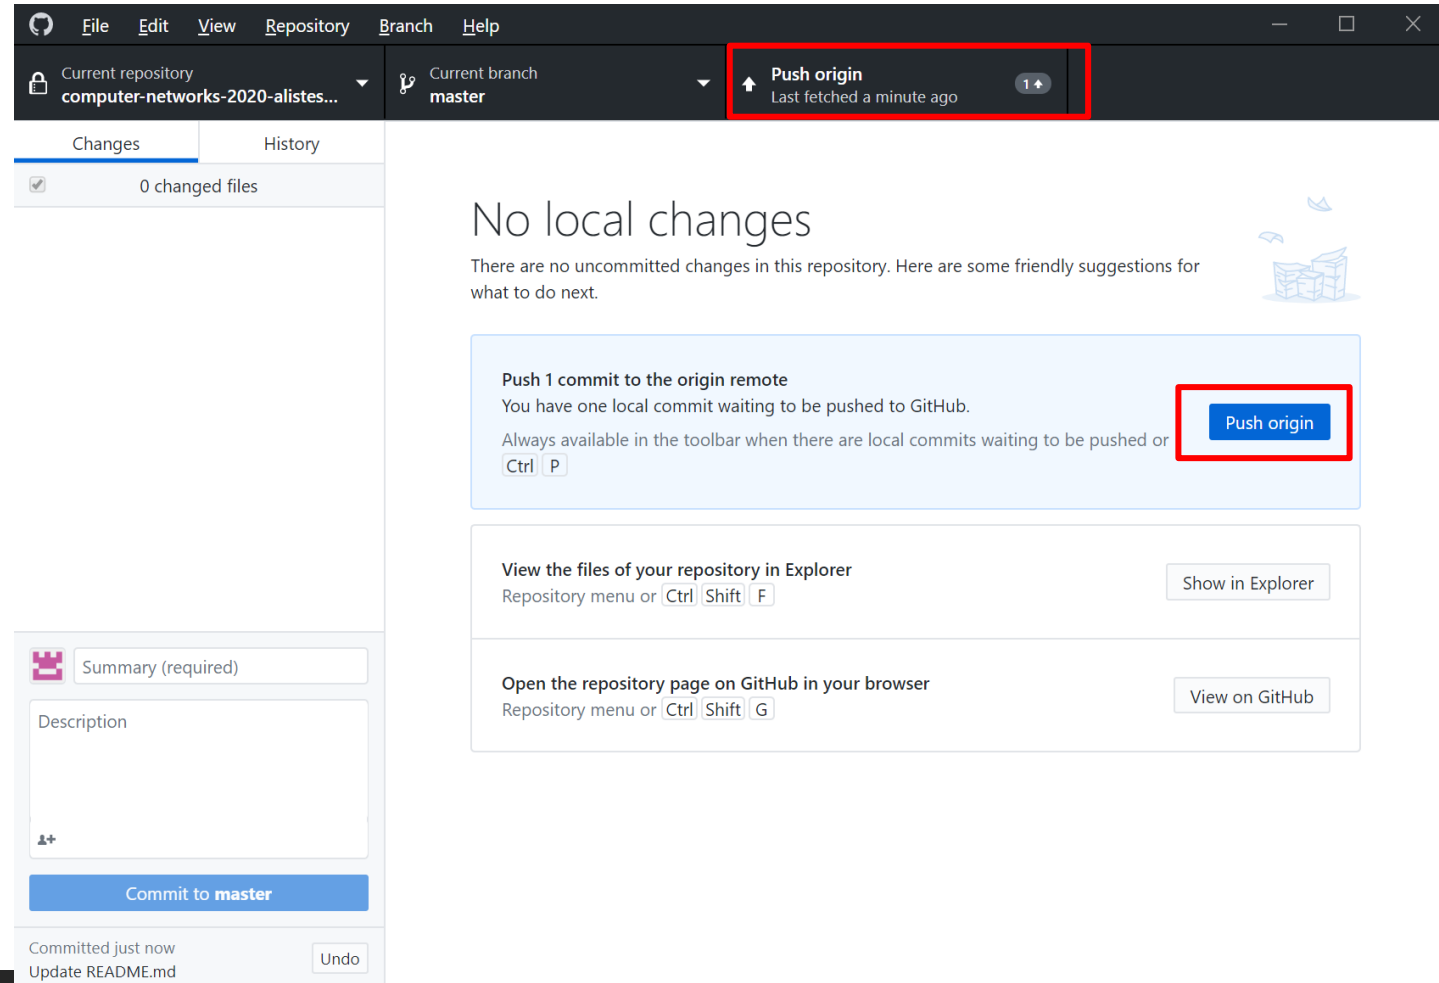 File Edit View Repository Branch Help
Current repository
computer-networks-2020-alistes...
Current branch
master
Push origin
Last fetched a minute ago
1
Changes
History
0 changed files
No local changes
There are no uncommitted changes in this repository. Here are some friendly suggestions for
what to do next.
Push 1 commit to the origin remote
You have one local commit waiting to be pushed to GitHub.
Always available in the toolbar when there are local commits waiting to be pushed or
Ctrl P
Push origin
View the files of your repository in Explorer
Repository menu or Ctrl Shift F
Show in Explorer
Open the repository page on GitHub in your browser
Repository menu or Ctrl Shift G
View on GitHub
Summary (required)
Description
Commit to master
Committed just now
Update README.md
Undo